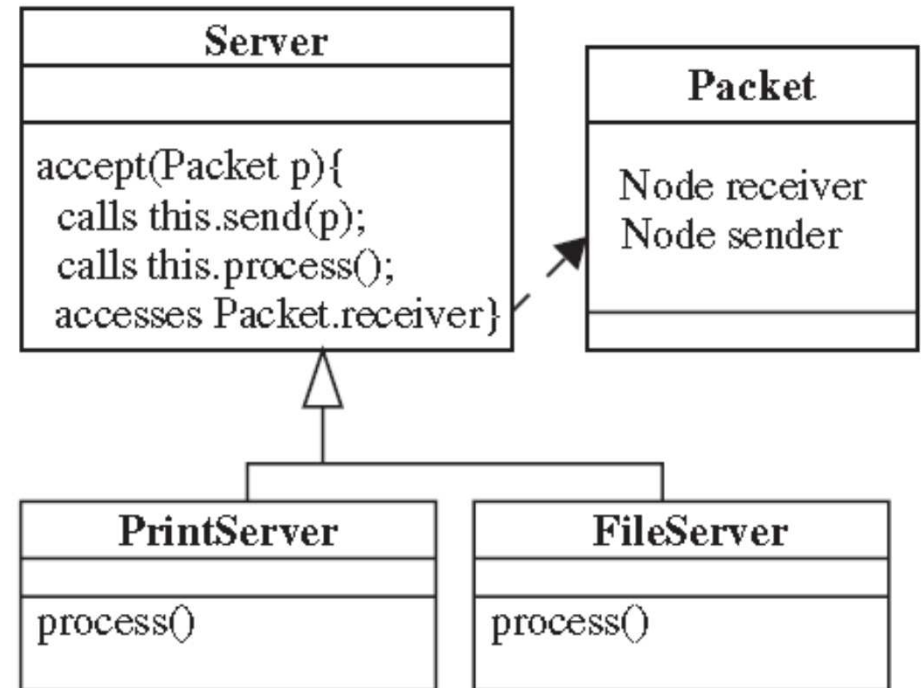 Server
accept(Packet p){
calls this.send(p);
calls this.process();
accesses Packet.receiver}
Packet
Node receiver
Node sender
PrintServer
process()
FileServer
process()